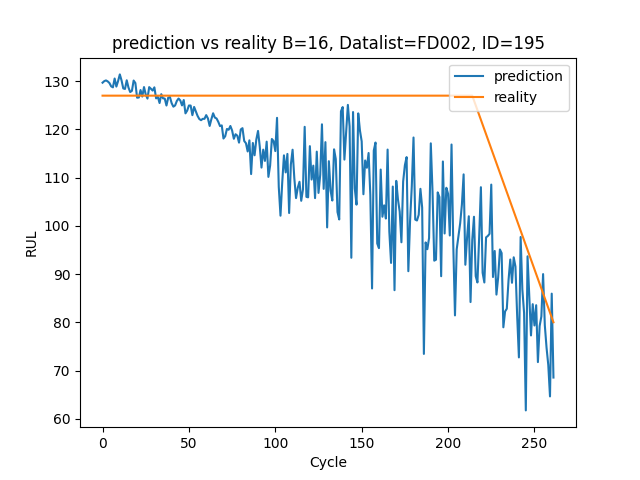 prediction vs reality B=16, Datalist=FD002, ID=195
prediction
reality
RUL
130
120
110
100
90
80
70
60
0 50 100 150 200 250
Cycle